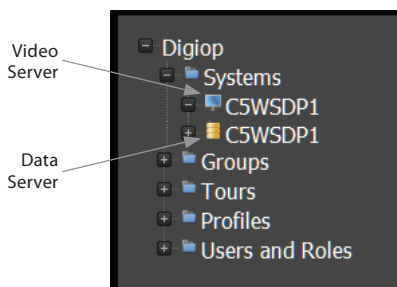 Video
Server
Data
Server
Digiop
Systems
C5WSDP1
C5WSDP1
Groups
Tours
Profiles
Users and Roles